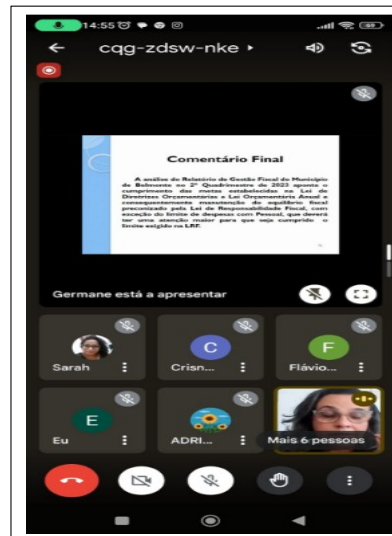 14:55
cqg-zdsw-nke
Comentário Final
A análise do Relatório de Gestão Fiscal do Município
de Belmonte no 2º Quadrimestre de 2023 aponta o
cumprimento das metas estabelecidas na Lei de
Diretrizes Orçamentárias e Lei Orçamentária Anual e
consequentemente manutenção do equilíbrio fiscal
preconizado pela Lei de Responsabilidade Fiscal, com
exceção do limite de despesas com Pessoal, que deverá
ter uma atenção maior para que seja cumprido o
limite exigido na LRF.
Germane está a apresentar
Sarah
C
Crisn...
F
Flávio...
E
Eu
ADRI...
Mais 6 pessoas